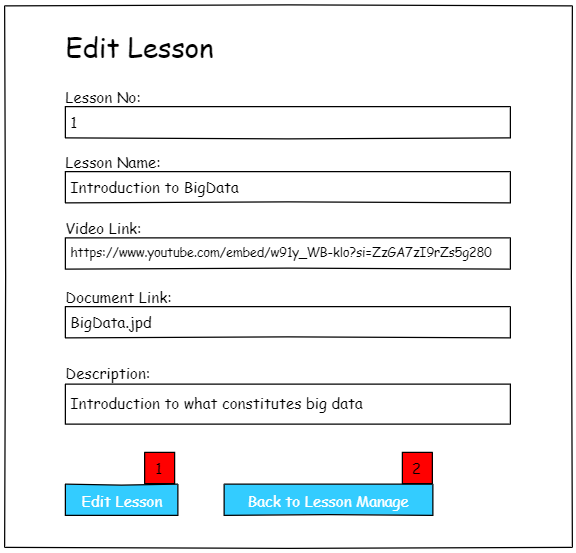 Edit Lesson
Lesson No:
1
Lesson Name:
Introduction to BigData
Video Link:
https://www.youtube.com/embed/w91y_WB-klo?si=ZzGA7zI9rZs5g280
Document Link:
BigData.jpd
Description:
Introduction to what constitutes big data
1 2
Edit Lesson Back to Lesson Manage